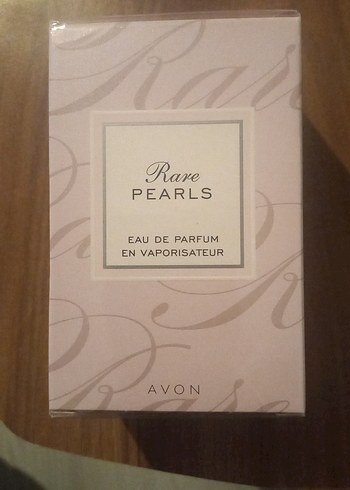 Rare
PEARLS
EAU DE PARFUM
EN VAPORISATEUR
AVON